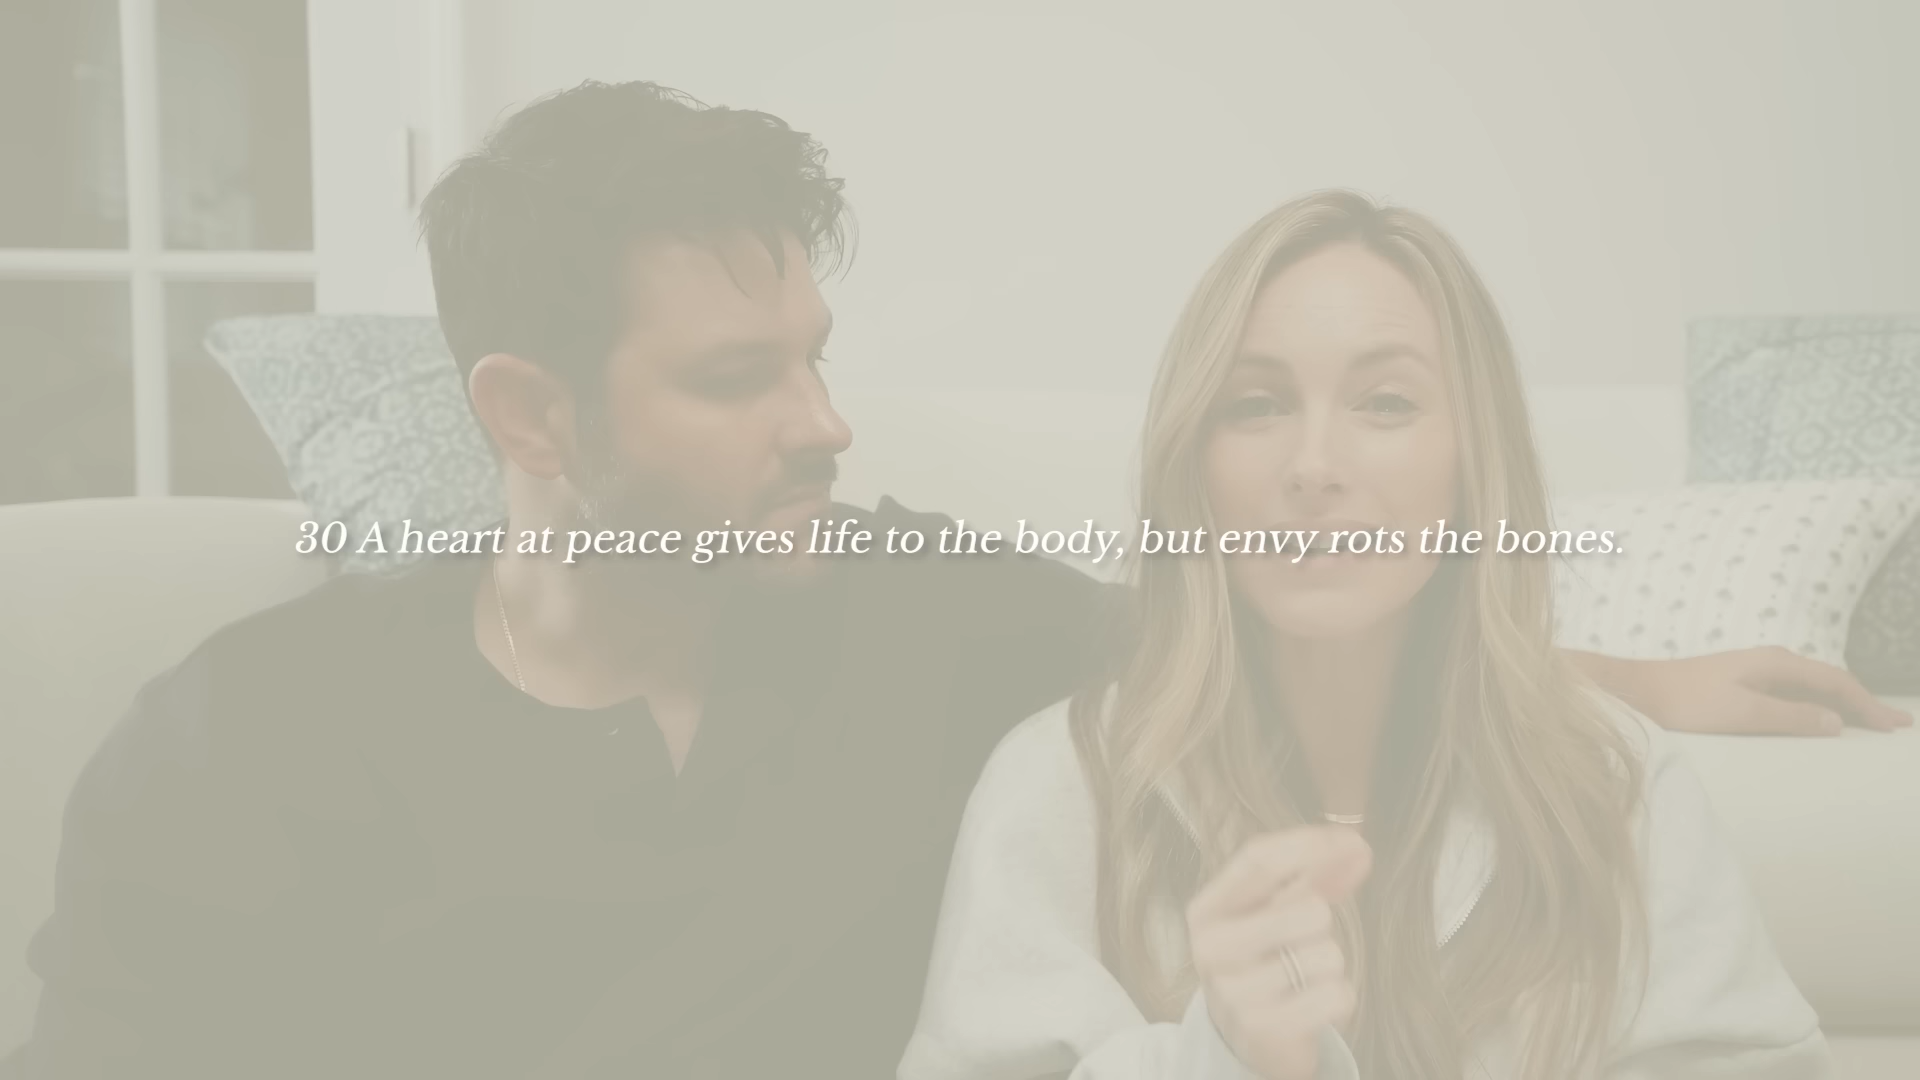 30 A heart at peace gives life to the body, but envy rots the bones.